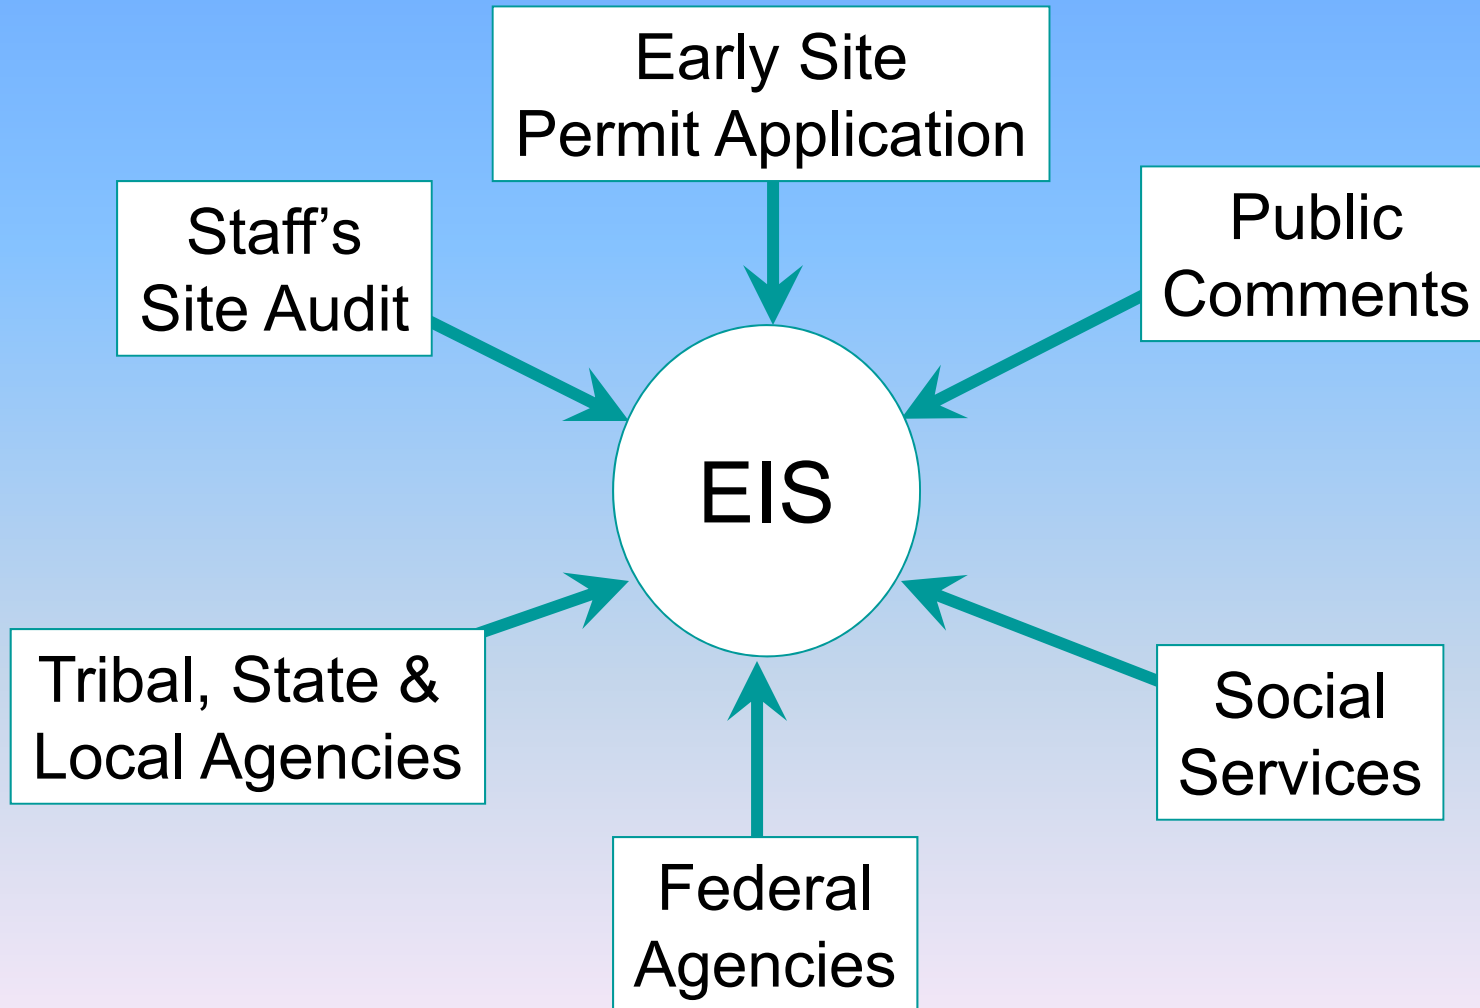 Early Site
Permit Application
Staff’s
Site Audit
Public
Comments
EIS
Tribal, State &
Local Agencies
Social
Services
Federal
Agencies